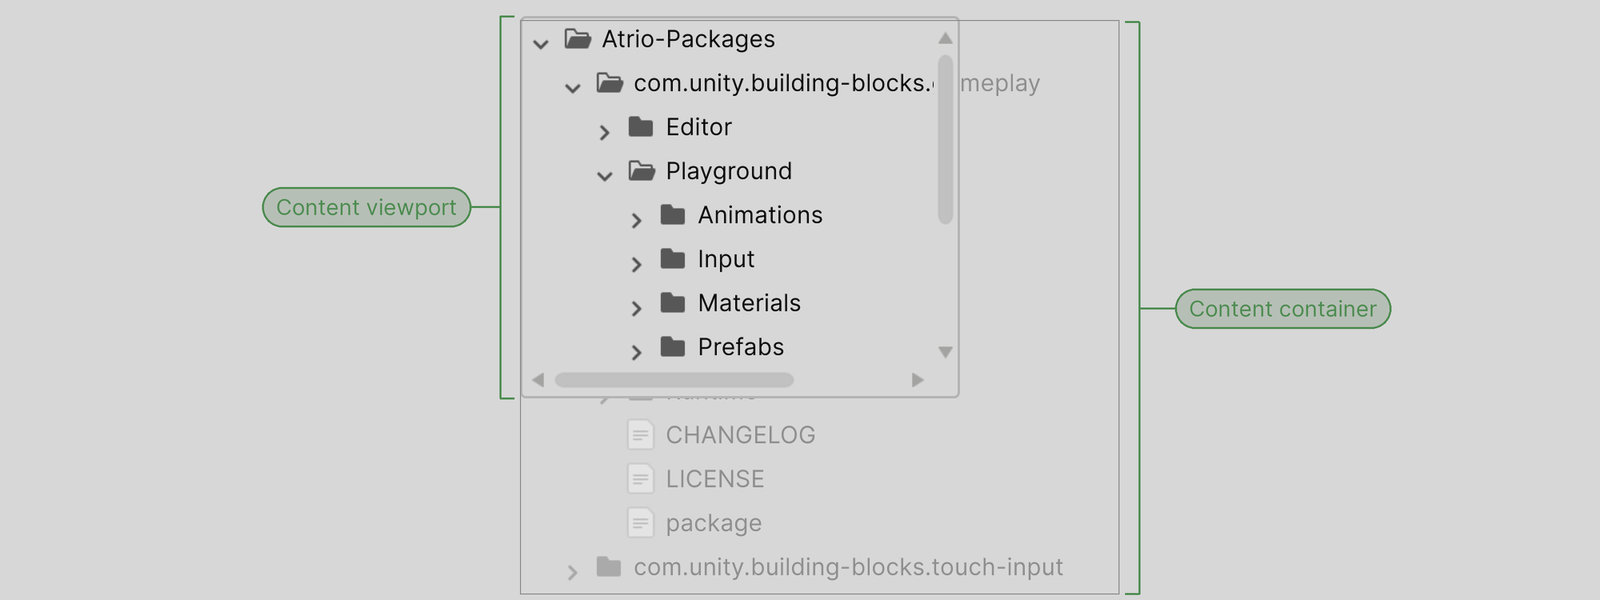 Atrio-Packages
com.unity.building-blocks. meplay
Editor
Playground
Content viewport
Animations
Input
Materials
Content container
Prefabs
CHANGELOG
LICENSE
package
com.unity.building-blocks.touch-input